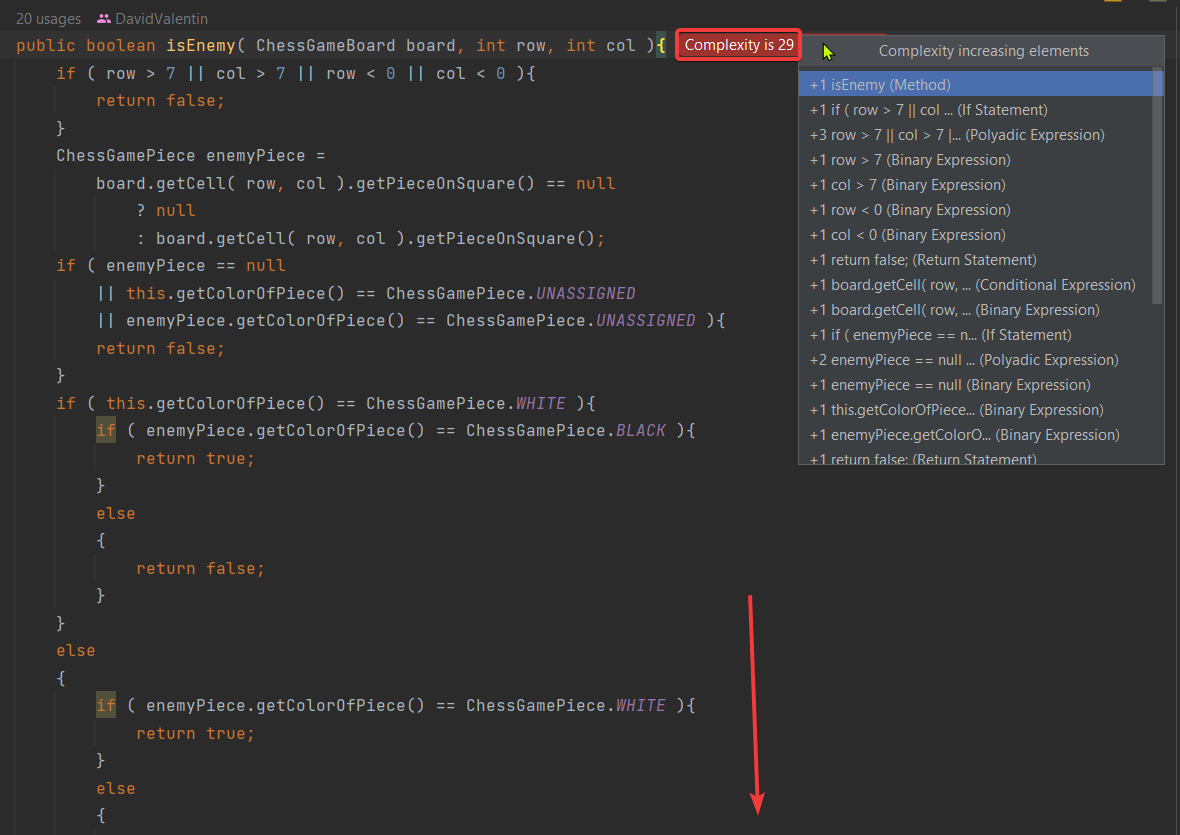 20 usages DavidValentin
public boolean isEnemy( ChessGameBoard board, int row, int col ){ Complexity is 29
if ( row > 7 || col > 7 || row < 0 || col < 0 ){
return false;
}
ChessGamePiece enemyPiece =
board.getCell( row, col ).getPieceOnSquare() == null
? null
: board.getCell( row, col ).getPieceOnSquare();
if ( enemyPiece == null
|| this.getColorOfPiece() == ChessGamePiece.UNASSIGNED
|| enemyPiece.getColorOfPiece() == ChessGamePiece.UNASSIGNED ){
return false;
}
if ( this.getColorOfPiece() == ChessGamePiece.WHITE ){
if ( enemyPiece.getColorOfPiece() == ChessGamePiece.BLACK ){
return true;
}
else
{
return false;
}
}
else
{
if ( enemyPiece.getColorOfPiece() == ChessGamePiece.WHITE ){
return true;
}
else
{
Complexity increasing elements
+1 isEnemy (Method)
+1 if ( row > 7 || col ... (If Statement)
+3 row > 7 || col > 7 |... (Polyadic Expression)
+1 row > 7 (Binary Expression)
+1 col > 7 (Binary Expression)
+1 row < 0 (Binary Expression)
+1 col < 0 (Binary Expression)
+1 return false; (Return Statement)
+1 board.getCell( row, ... (Conditional Expression)
+1 board.getCell( row, ... (Binary Expression)
+1 if ( enemyPiece == n... (If Statement)
+2 enemyPiece == null ... (Polyadic Expression)
+1 enemyPiece == null (Binary Expression)
+1 this.getColorOfPiece... (Binary Expression)
+1 enemyPiece.getColorO... (Binary Expression)
+1 return false; (Return Statement)